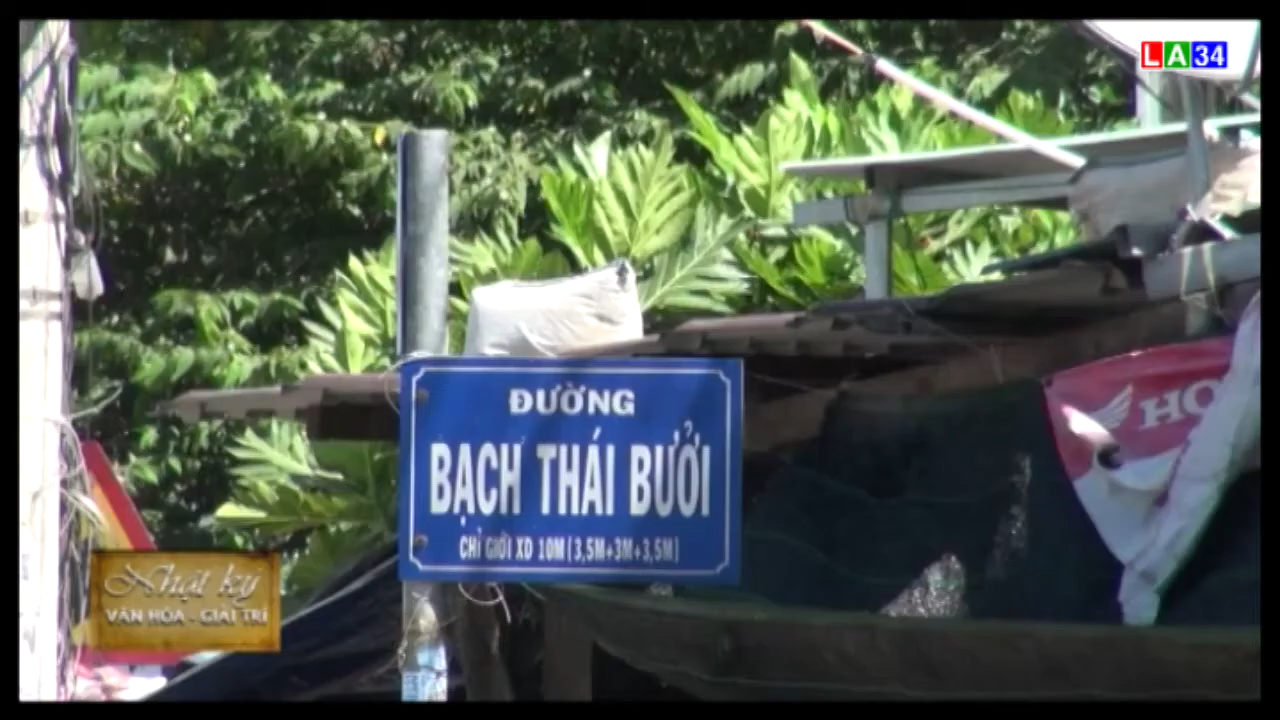 LA34
ĐƯỜNG
BẠCH THÁI BƯỞI
CHỈ GIỚI XD 10M (3,5M+3M+3,5M)
HO
Nhật ký
VĂN HÓA - GIẢI TRÍ